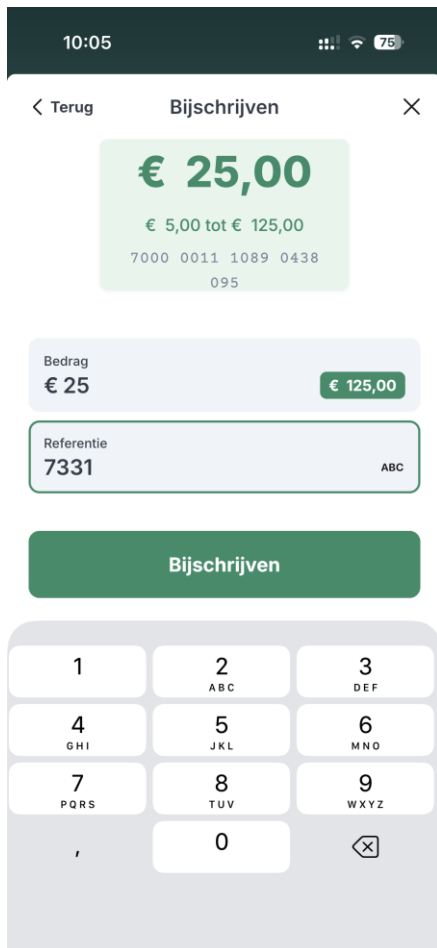 10:05
75
Terug
Bijschrijven
€ 25,00
€ 5,00 tot € 125,00
7000 0011 1089 0438
095
Bedrag
€ 25
€ 125,00
Referentie
7331
ABC
Bijschrijven
1
2
ABC
3
DEF
4
GHI
5
JKL
6
MNO
7
PQRS
8
TUV
9
WXYZ
,
0